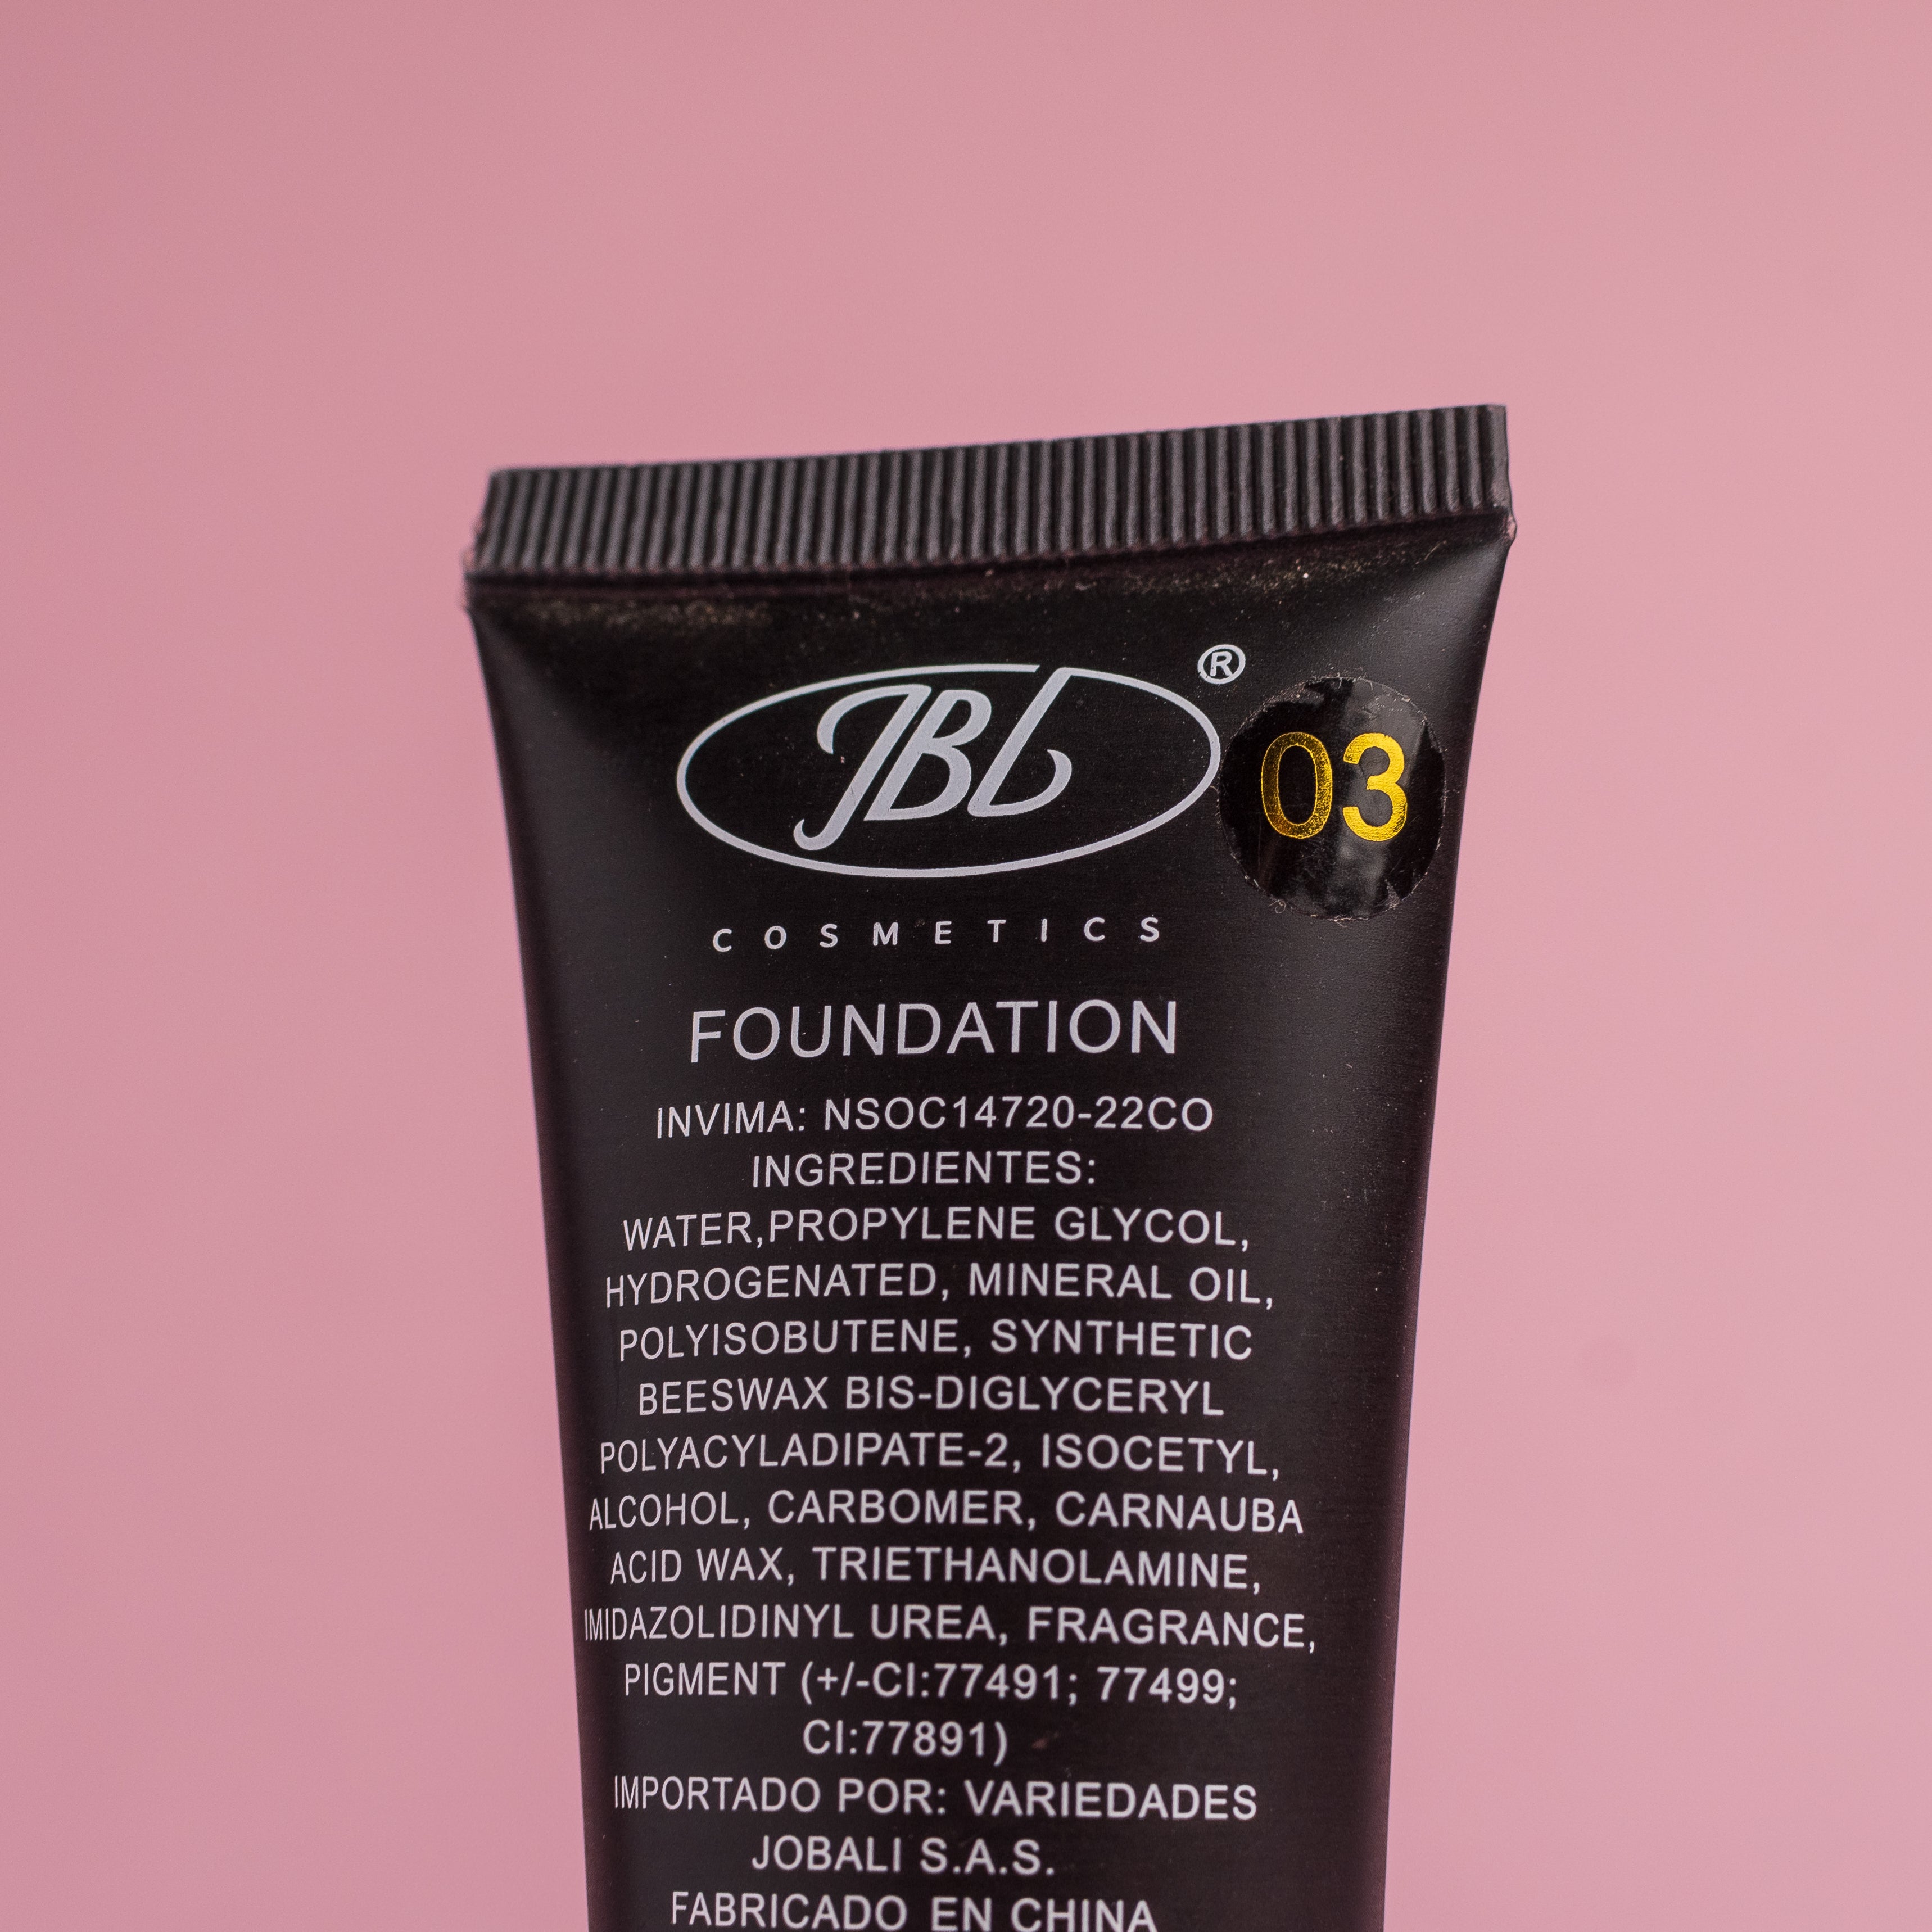 JBL ®
03
COSMETICS
FOUNDATION
INVIMA: NSOC14720-22CO
INGREDIENTES:
WATER,PROPYLENE GLYCOL,
HYDROGENATED, MINERAL OIL,
POLYISOBUTENE, SYNTHETIC
BEESWAX BIS-DIGLYCERYL
POLYACYLADIPATE-2, ISOCETYL,
ALCOHOL, CARBOMER, CARNAUBA
ACID WAX, TRIETHANOLAMINE,
IMIDAZOLIDINYL UREA, FRAGRANCE,
PIGMENT (+/-CI:77491; 77499;
CI:77891)
IMPORTADO POR: VARIEDADES
JOBALI S.A.S.
FABRICADO EN CHINA